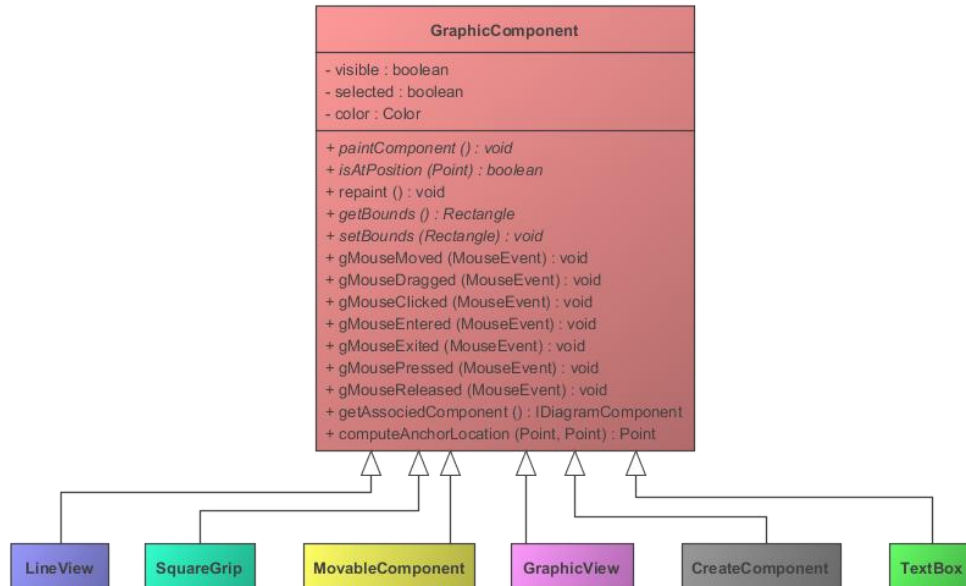 GraphicComponent
- visible : boolean
- selected : boolean
- color : Color
+ paintComponent () : void
+ isAtPosition (Point) : boolean
+ repaint () : void
+ getBounds () : Rectangle
+ setBounds (Rectangle) : void
+ gMouseMoved (MouseEvent) : void
+ gMouseDragged (MouseEvent) : void
+ gMouseClicked (MouseEvent) : void
+ gMouseEntered (MouseEvent) : void
+ gMouseExited (MouseEvent) : void
+ gMousePressed (MouseEvent) : void
+ gMouseReleased (MouseEvent) : void
+ getAssociedComponent () : IDiagramComponent
+ computeAnchorLocation (Point, Point) : Point
LineView
SquareGrip
MovableComponent
GraphicView
CreateComponent
TextBox